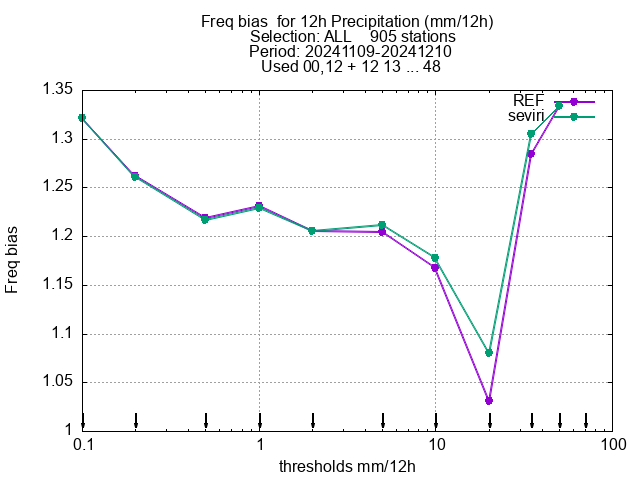 Freq bias  for 12h Precipitation (mm/12h)
Selection: ALL    905 stations
Period: 20241109-20241210
Used 00,12 + 12 13 ... 48
1.35
1.3
1.25
1.2
1.15
1.1
1.05
1
Freq bias
REF
seviri
0.1
1
10
100
thresholds mm/12h